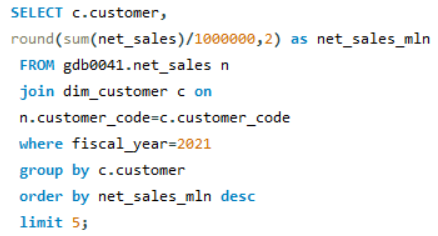 SELECT c.customer,
round(sum(net_sales)/1000000,2) as net_sales_mln
FROM gdb0041.net_sales n
join dim_customer c on
n.customer_code=c.customer_code
where fiscal_year=2021
group by c.customer
order by net_sales_mln desc
limit 5;